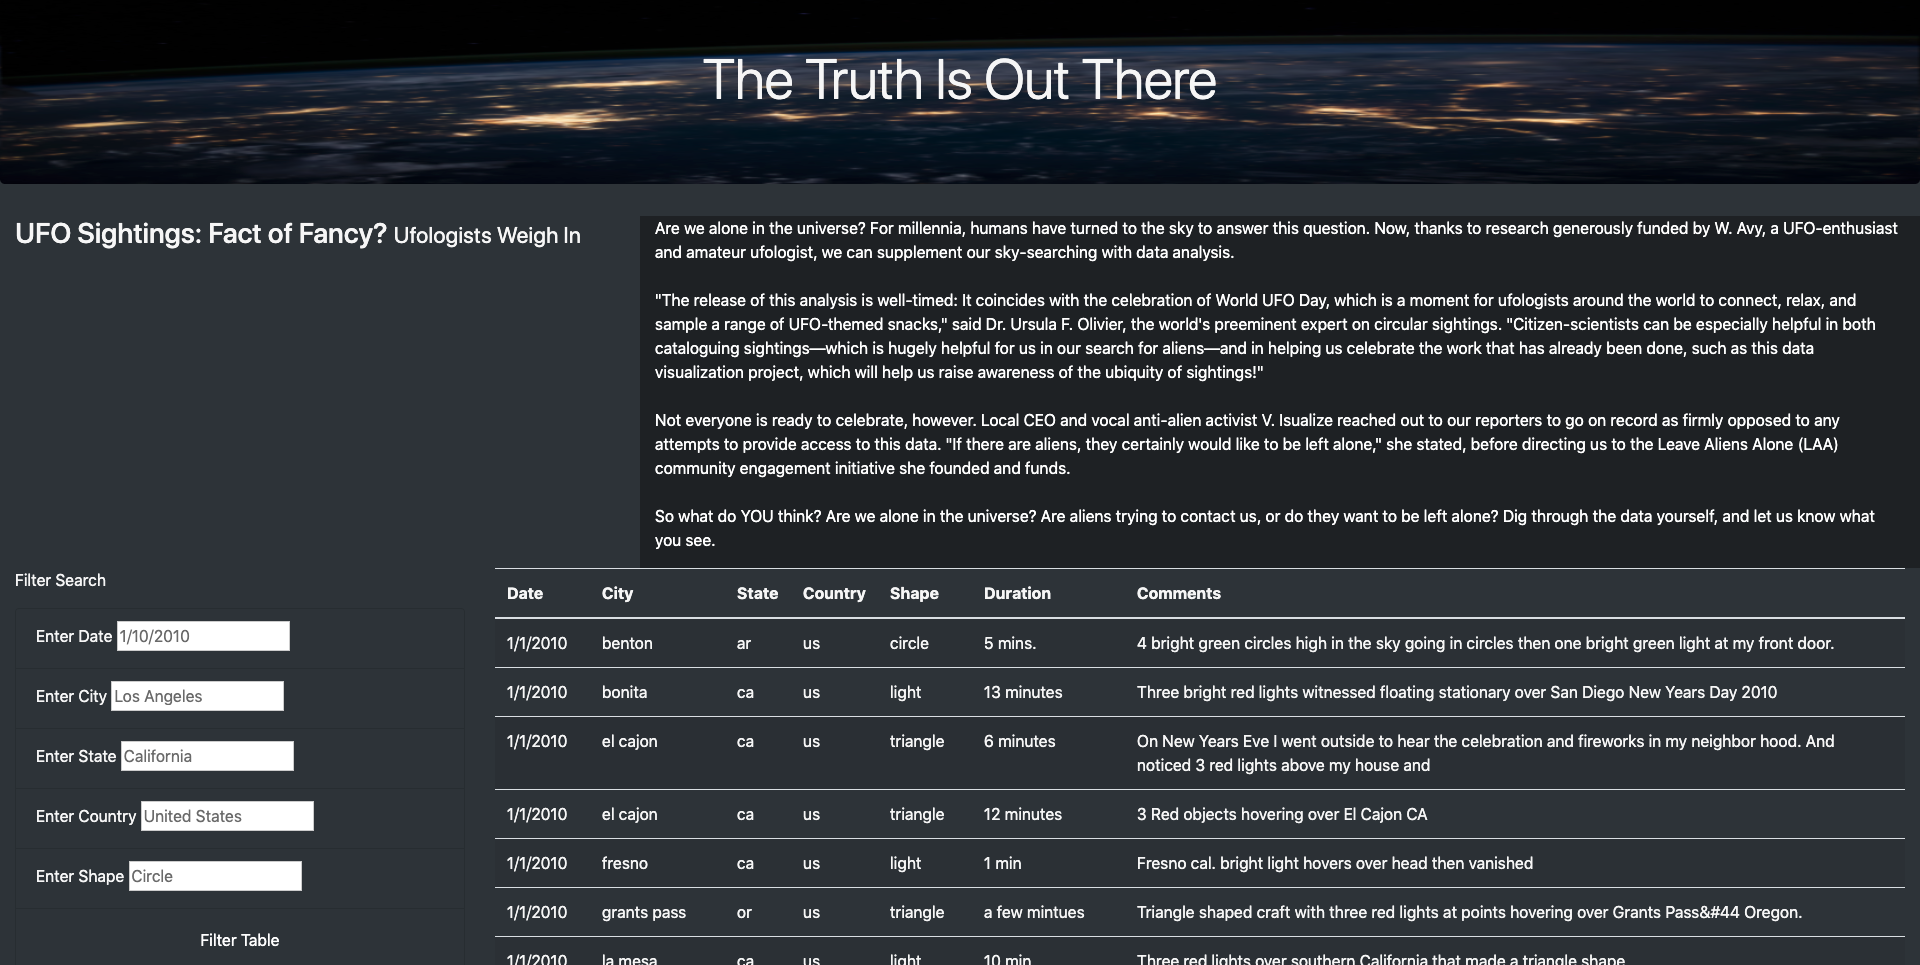 The Truth Is Out There
UFO Sightings: Fact of Fancy? Ufologists Weigh In
Are we alone in the universe? For millennia, humans have turned to the sky to answer this question. Now, thanks to research generously funded by W. Avy, a UFO-enthusiast
and amateur ufologist, we can supplement our sky-searching with data analysis.
"The release of this analysis is well-timed: It coincides with the celebration of World UFO Day, which is a moment for ufologists around the world to connect, relax, and
sample a range of UFO-themed snacks," said Dr. Ursula F. Olivier, the world's preeminent expert on circular sightings. "Citizen-scientists can be especially helpful in both
cataloguing sightings—which is hugely helpful for us in our search for aliens—and in helping us celebrate the work that has already been done, such as this data
visualization project, which will help us raise awareness of the ubiquity of sightings!"
Not everyone is ready to celebrate, however. Local CEO and vocal anti-alien activist V. Isualize reached out to our reporters to go on record as firmly opposed to any
attempts to provide access to this data. "If there are aliens, they certainly would like to be left alone," she stated, before directing us to the Leave Aliens Alone (LAA)
community engagement initiative she founded and funds.
So what do YOU think? Are we alone in the universe? Are aliens trying to contact us, or do they want to be left alone? Dig through the data yourself, and let us know what
you see.
Filter Search
Enter Date 1/10/2010
Enter City Los Angeles
Enter State California
Enter Country United States
Enter Shape Circle
Filter Table
Date City State Country Shape Duration Comments
1/1/2010 benton ar us circle 5 mins. 4 bright green circles high in the sky going in circles then one bright green light at my front door.
1/1/2010 bonita ca us light 13 minutes Three bright red lights witnessed floating stationary over San Diego New Years Day 2010
1/1/2010 el cajon ca us triangle 6 minutes On New Years Eve I went outside to hear the celebration and fireworks in my neighbor hood. And
noticed 3 red lights above my house and
1/1/2010 el cajon ca us triangle 12 minutes 3 Red objects hovering over El Cajon CA
1/1/2010 fresno ca us light 1 min Fresno cal. bright light hovers over head then vanished
1/1/2010 grants pass or us triangle a few mintues Triangle shaped craft with three red lights at points hovering over Grants Pass&#44 Oregon.
1/1/2010 la mesa ca us light 10 min Three red lights over southern California that made a triangle shape